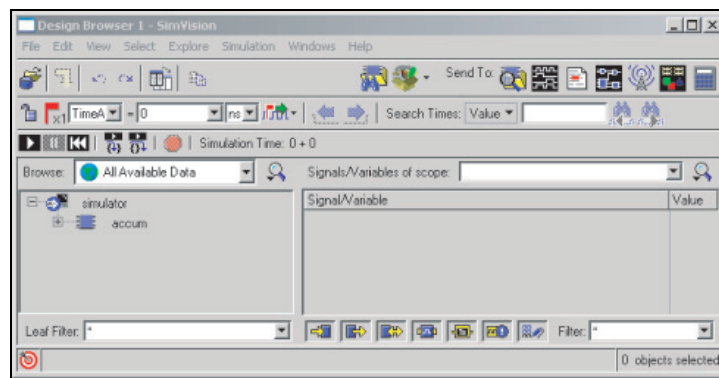 Design Browser 1 - SimVision
File Edit View Select Explore Simulation Windows Help
Send To:
x1 TimeA = 0 ns Search Times: Value
Simulation Time: 0 + 0
Browse: All Available Data Signals/Variables of scope:
simulator Signal/Variable Value
accum
Leaf Filter: * Filter: *
0 objects selected